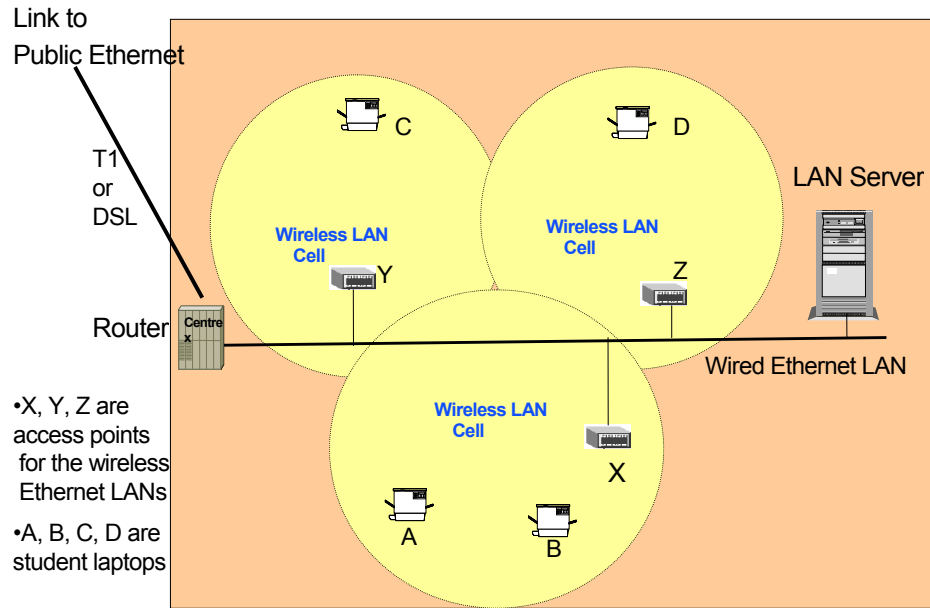 Link to
Public Ethernet
T1
or
DSL
C
D
LAN Server
Wireless LAN
Cell
Wireless LAN
Cell
Y
Z
Router
Centre
x
Wired Ethernet LAN
•X, Y, Z are
access points
for the wireless
Ethernet LANs
Wireless LAN
Cell
X
A
B
•A, B, C, D are
student laptops